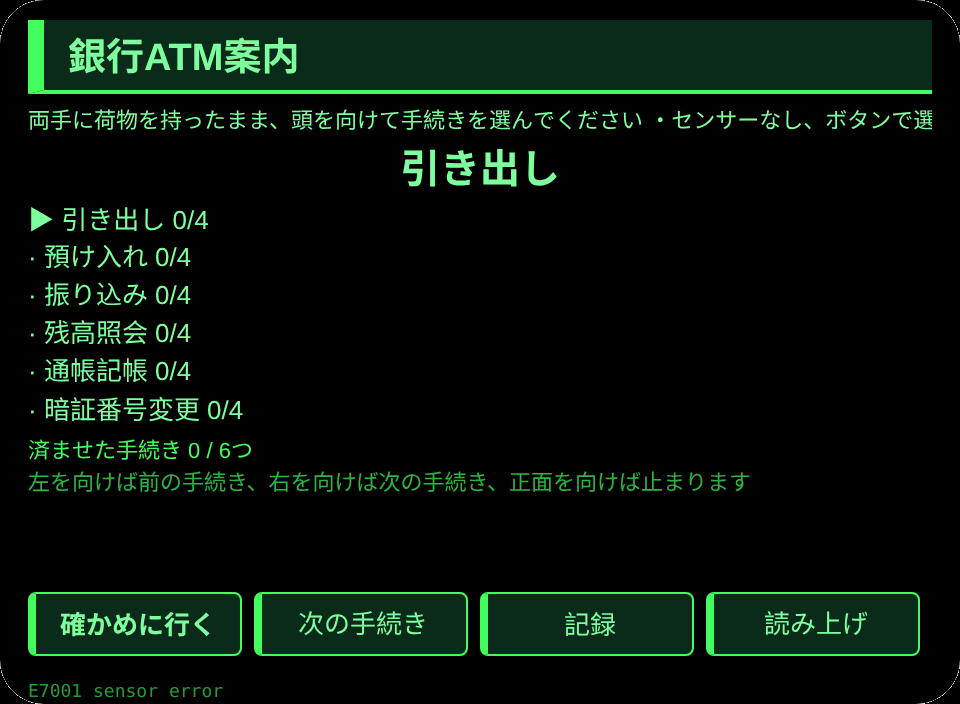 銀行ATM案内
両手に荷物を持ったまま、頭を向けて手続きを選んでください ・センサーなし、ボタンで選
引き出し
▶ 引き出し 0/4
· 預け入れ 0/4
· 振り込み 0/4
· 残高照会 0/4
· 通帳記帳 0/4
· 暗証番号変更 0/4
済ませた手続き 0 / 6つ
左を向けば前の手続き、右を向けば次の手続き、正面を向けば止まります
確かめに行く
次の手続き
記録
読み上げ
E7001 sensor error